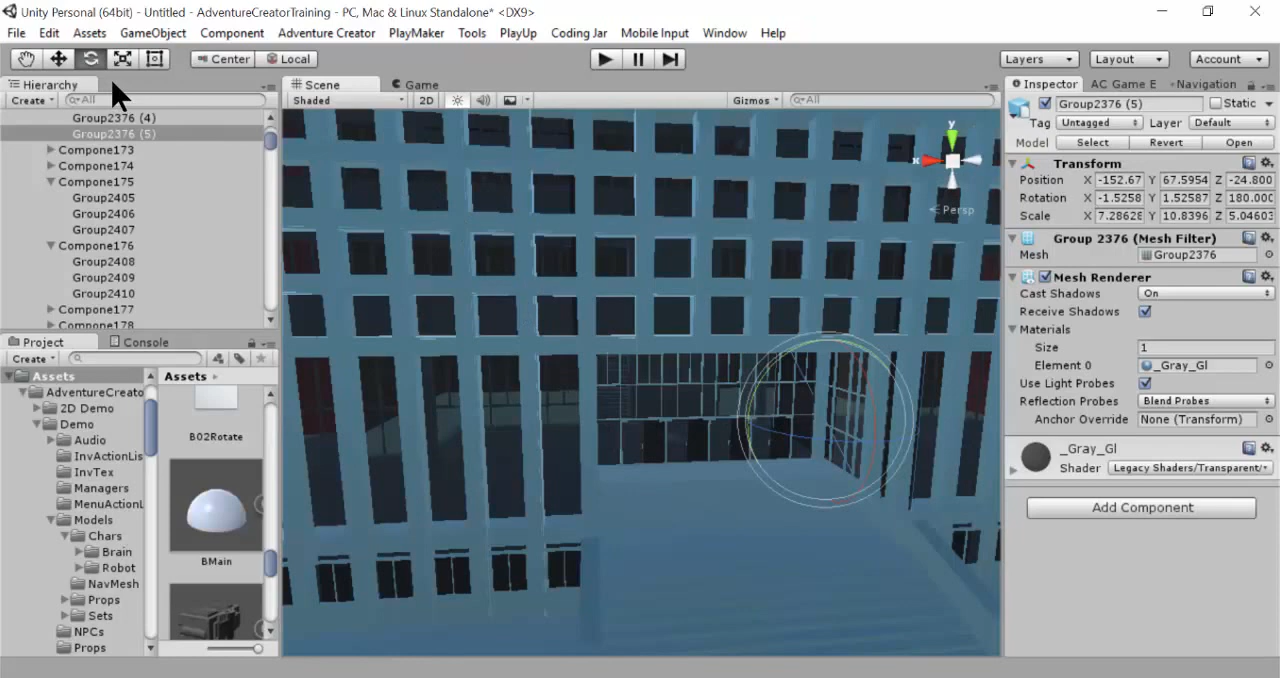 Unity Personal (64bit) - Untitled - AdventureCreatorTraining - PC, Mac & Linux Standalone* <DX9>
File Edit Assets GameObject Component Adventure Creator PlayMaker Tools PlayUp Coding Jar Mobile Input Window Help
Center Local Layers Layout Account
Hierarchy Scene Game Inspector AC Game E Navigation
Create All Shaded 2D Gizmos All
Group2376 (4)
Group2376 (5)
Compone173
Compone174
Compone175
Group2405
Group2406
Group2407
Compone176
Group2408
Group2409
Group2410
Compone177
Compone178
y
x
Persp
Group2376 (5) Static
Tag Untagged Layer Default
Model Select Revert Open
Transform
Position X -152.67 Y 67.5954 Z -24.800
Rotation X -1.5258 Y 1.52587 Z 180.000
Scale X 7.28628 Y 10.8396 Z 5.04603
Group 2376 (Mesh Filter)
Mesh Group2376
Mesh Renderer
Cast Shadows On
Receive Shadows
Materials
Size 1
Element 0 _Gray_Gl
Use Light Probes
Reflection Probes Blend Probes
Anchor Override None (Transform)
_Gray_Gl
Shader Legacy Shaders/Transparent/
Add Component
Project Console
Create
Assets Assets
AdventureCreato
2D Demo
Demo
Audio
InvActionLis
InvTex
Managers
MenuActionL
Models
Chars
Brain
Robot
NavMesh
Props
Sets
NPCs
Props
B02Rotate
BMain